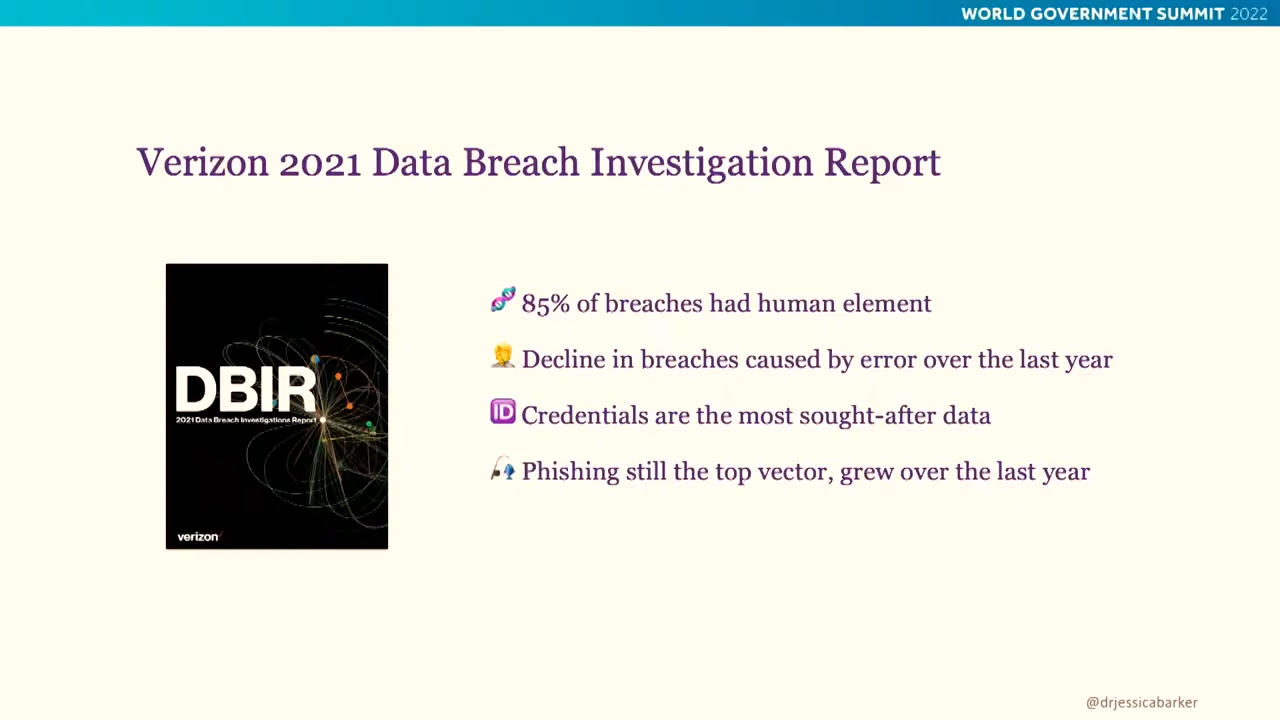 WORLD GOVERNMENT SUMMIT 2022
Verizon 2021 Data Breach Investigation Report
DBIR
2021 Data Breach Investigations Report
verizon
🧬 85% of breaches had human element
🤦 Decline in breaches caused by error over the last year
🆔 Credentials are the most sought-after data
🎣 Phishing still the top vector, grew over the last year
@drjessicabarker